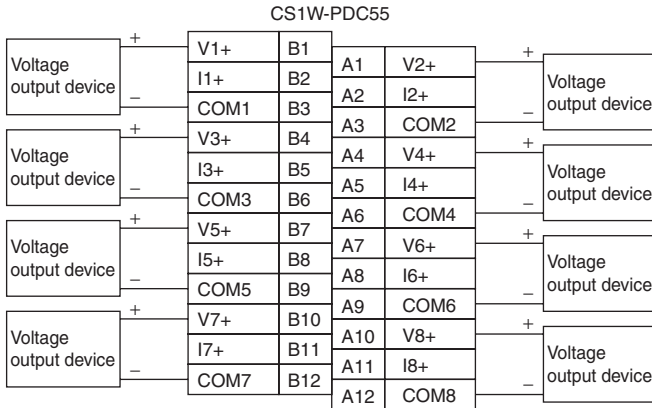 CS1W-PDC55
+ V1+ B1
Voltage output device
I1+ B2
A1 V2+ +
– COM1 B3
A2 I2+
Voltage output device
+ V3+ B4
A3 COM2 –
Voltage output device
I3+ B5
A4 V4+ +
– COM3 B6
A5 I4+
Voltage output device
+ V5+ B7
A6 COM4 –
Voltage output device
I5+ B8
A7 V6+ +
– COM5 B9
A8 I6+
Voltage output device
+ V7+ B10
A9 COM6 –
Voltage output device
I7+ B11
A10 V8+ +
– COM7 B12
A11 I8+
Voltage output device
A12 COM8 –